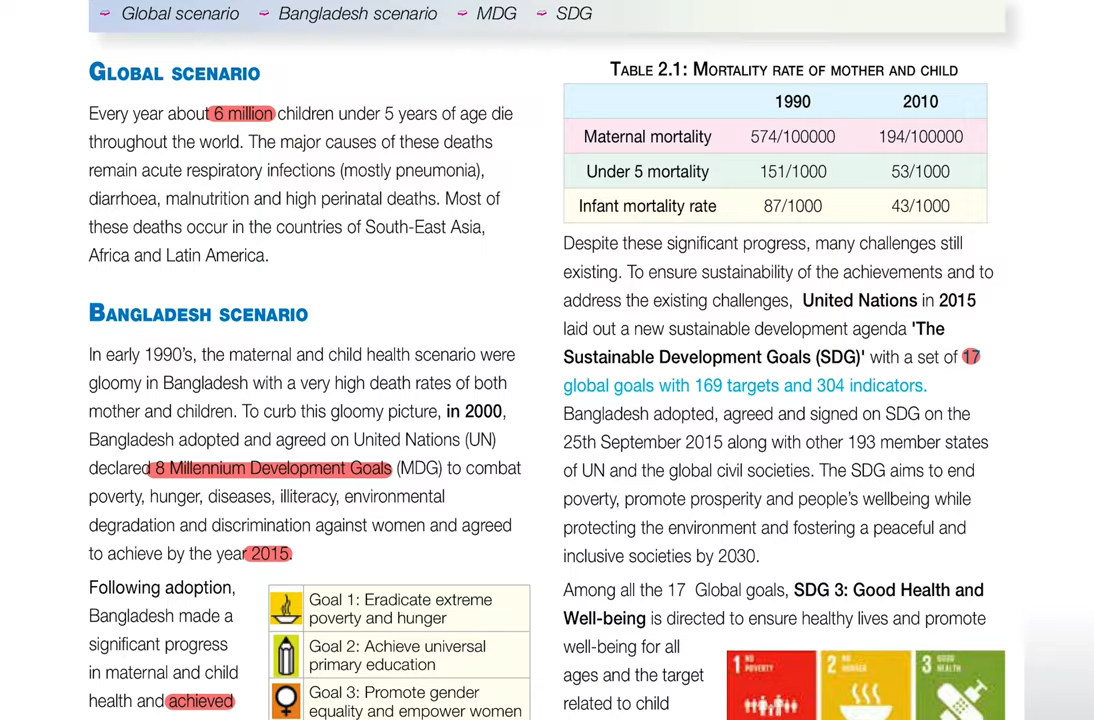 Global scenario Bangladesh scenario MDG SDG
GLOBAL SCENARIO
Every year about 6 million children under 5 years of age die
throughout the world. The major causes of these deaths
remain acute respiratory infections (mostly pneumonia),
diarrhoea, malnutrition and high perinatal deaths. Most of
these deaths occur in the countries of South-East Asia,
Africa and Latin America.
BANGLADESH SCENARIO
In early 1990's, the maternal and child health scenario were
gloomy in Bangladesh with a very high death rates of both
mother and children. To curb this gloomy picture, in 2000,
Bangladesh adopted and agreed on United Nations (UN)
declared 8 Millennium Development Goals (MDG) to combat
poverty, hunger, diseases, illiteracy, environmental
degradation and discrimination against women and agreed
to achieve by the year 2015.
Following adoption,
Bangladesh made a
significant progress
in maternal and child
health and achieved
Goal 1: Eradicate extreme
poverty and hunger
Goal 2: Achieve universal
primary education
Goal 3: Promote gender
equality and empower women
TABLE 2.1: MORTALITY RATE OF MOTHER AND CHILD
1990 2010
Maternal mortality 574/100000 194/100000
Under 5 mortality 151/1000 53/1000
Infant mortality rate 87/1000 43/1000
Despite these significant progress, many challenges still
existing. To ensure sustainability of the achievements and to
address the existing challenges, United Nations in 2015
laid out a new sustainable development agenda 'The
Sustainable Development Goals (SDG)' with a set of 17
global goals with 169 targets and 304 indicators.
Bangladesh adopted, agreed and signed on SDG on the
25th September 2015 along with other 193 member states
of UN and the global civil societies. The SDG aims to end
poverty, promote prosperity and people's wellbeing while
protecting the environment and fostering a peaceful and
inclusive societies by 2030.
Among all the 17 Global goals, SDG 3: Good Health and
Well-being is directed to ensure healthy lives and promote
well-being for all
ages and the target
related to child
1 NO POVERTY
2 NO HUNGER
3 GOOD HEALTH